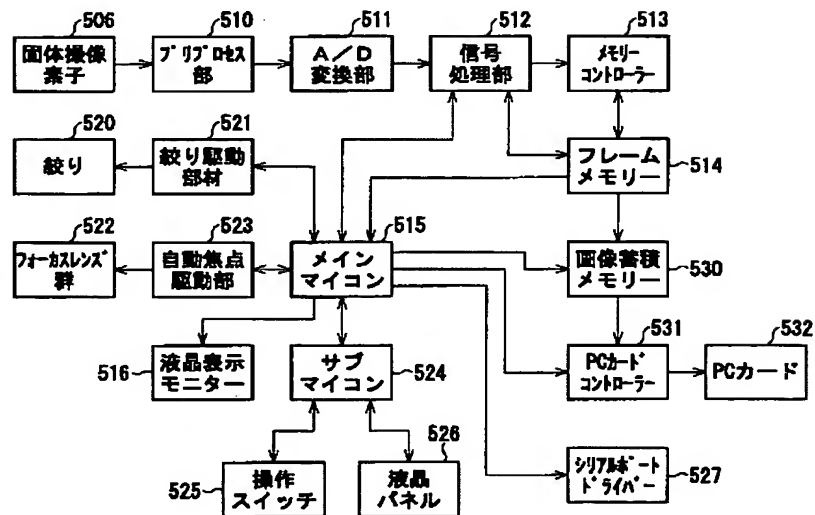 506
510
511
512
513
固体撮像
素子
プリプロセス
部
A/D
変換部
信号
処理部
メモリー
コントローラー
520
521
絞り
絞り駆動
部材
フレーム
メモリー
514
522
523
515
フォーカスレンズ
群
自動焦点
駆動部
メイン
マイコン
画像蓄積
メモリー
530
531
532
516
液晶表示
モニター
サブ
マイコン
524
PCカード
コントローラー
PCカード
526
525
操作
スイッチ
液晶
パネル
シリアルポート
ドライバー
527